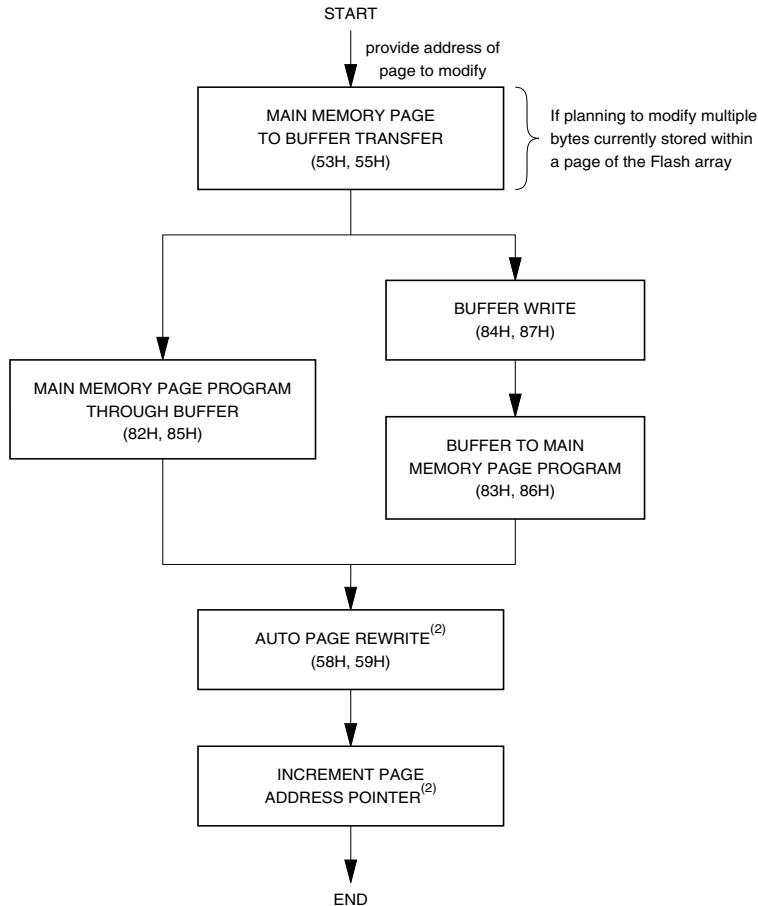 START
provide address of
page to modify
MAIN MEMORY PAGE
TO BUFFER TRANSFER
(53H, 55H)
If planning to modify multiple
bytes currently stored within
a page of the Flash array
BUFFER WRITE
(84H, 87H)
MAIN MEMORY PAGE PROGRAM
THROUGH BUFFER
(82H, 85H)
BUFFER TO MAIN
MEMORY PAGE PROGRAM
(83H, 86H)
AUTO PAGE REWRITE(2)
(58H, 59H)
INCREMENT PAGE
ADDRESS POINTER(2)
END